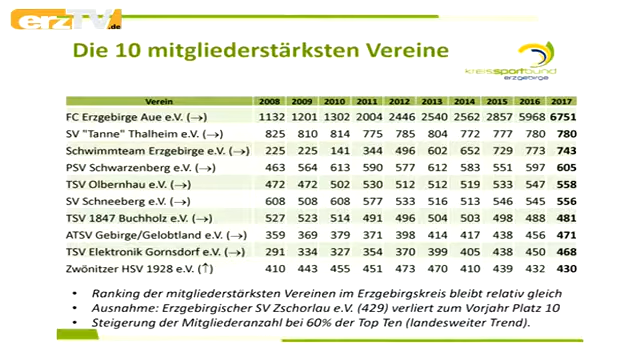 erzTV
.de
Die 10 mitgliederstärksten Vereine
kreissportbund
erzgebirge
Verein 2008 2009 2010 2011 2012 2013 2014 2015 2016 2017
FC Erzgebirge Aue e.V. (→) 1132 1201 1302 2004 2446 2540 2562 2857 5968 6751
SV "Tanne" Thalheim e.V. (→) 825 810 814 775 785 804 772 777 780 780
Schwimmteam Erzgebirge e.V. (→) 225 225 141 344 496 602 652 729 773 743
PSV Schwarzenberg e.V. (→) 463 564 613 590 577 612 583 551 597 605
TSV Olbernhau e.V. (→) 472 472 502 530 512 512 519 533 547 558
SV Schneeberg e.V. (→) 608 508 608 577 533 516 513 546 545 556
TSV 1847 Buchholz e.V. (→) 527 523 514 491 496 504 503 498 488 481
ATSV Gebirge/Gelobtland e.V. (→) 359 369 379 371 398 414 417 438 456 471
TSV Elektronik Gornsdorf e.V. (→) 291 334 327 354 370 399 405 438 450 468
Zwönitzer HSV 1928 e.V. (↑) 410 443 455 451 473 470 410 439 432 430
• Ranking der mitgliederstärksten Vereinen im Erzgebirgskreis bleibt relativ gleich
• Ausnahme: Erzgebirgischer SV Zschorlau e.V. (429) verliert zum Vorjahr Platz 10
• Steigerung der Mitgliederanzahl bei 60% der Top Ten (landesweiter Trend).